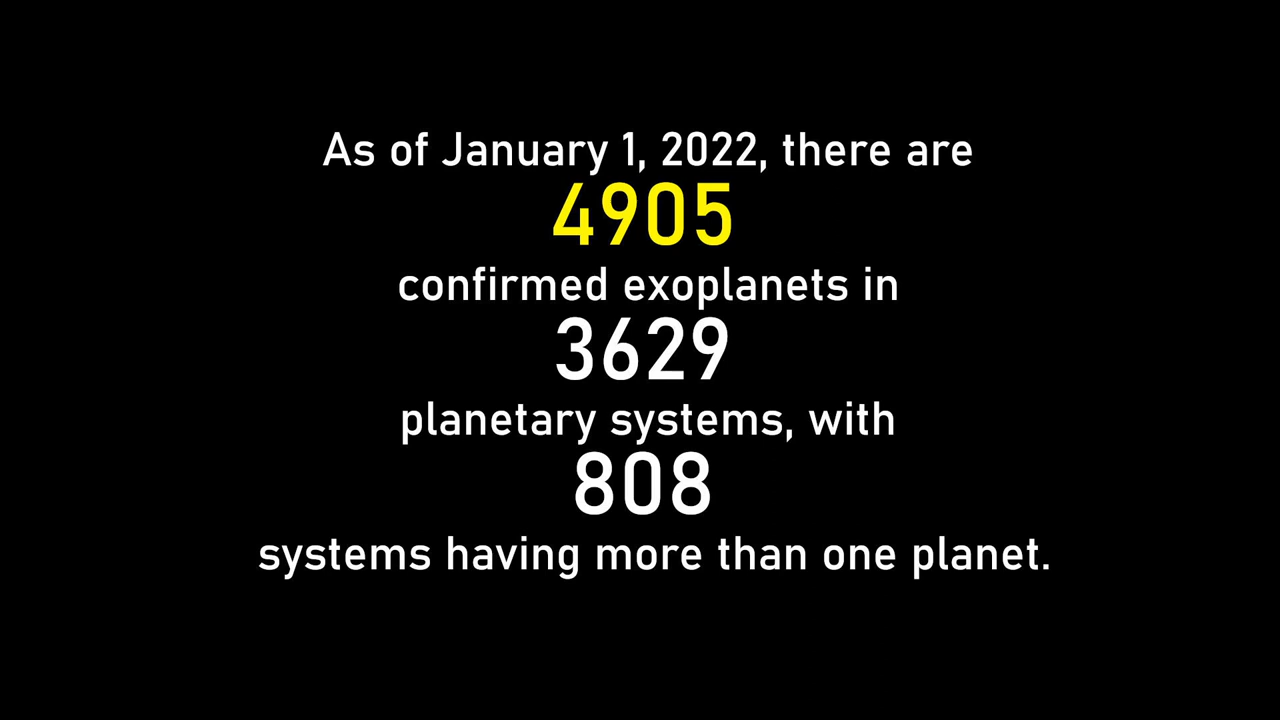 As of January 1, 2022, there are
4905
confirmed exoplanets in
3629
planetary systems, with
808
systems having more than one planet.